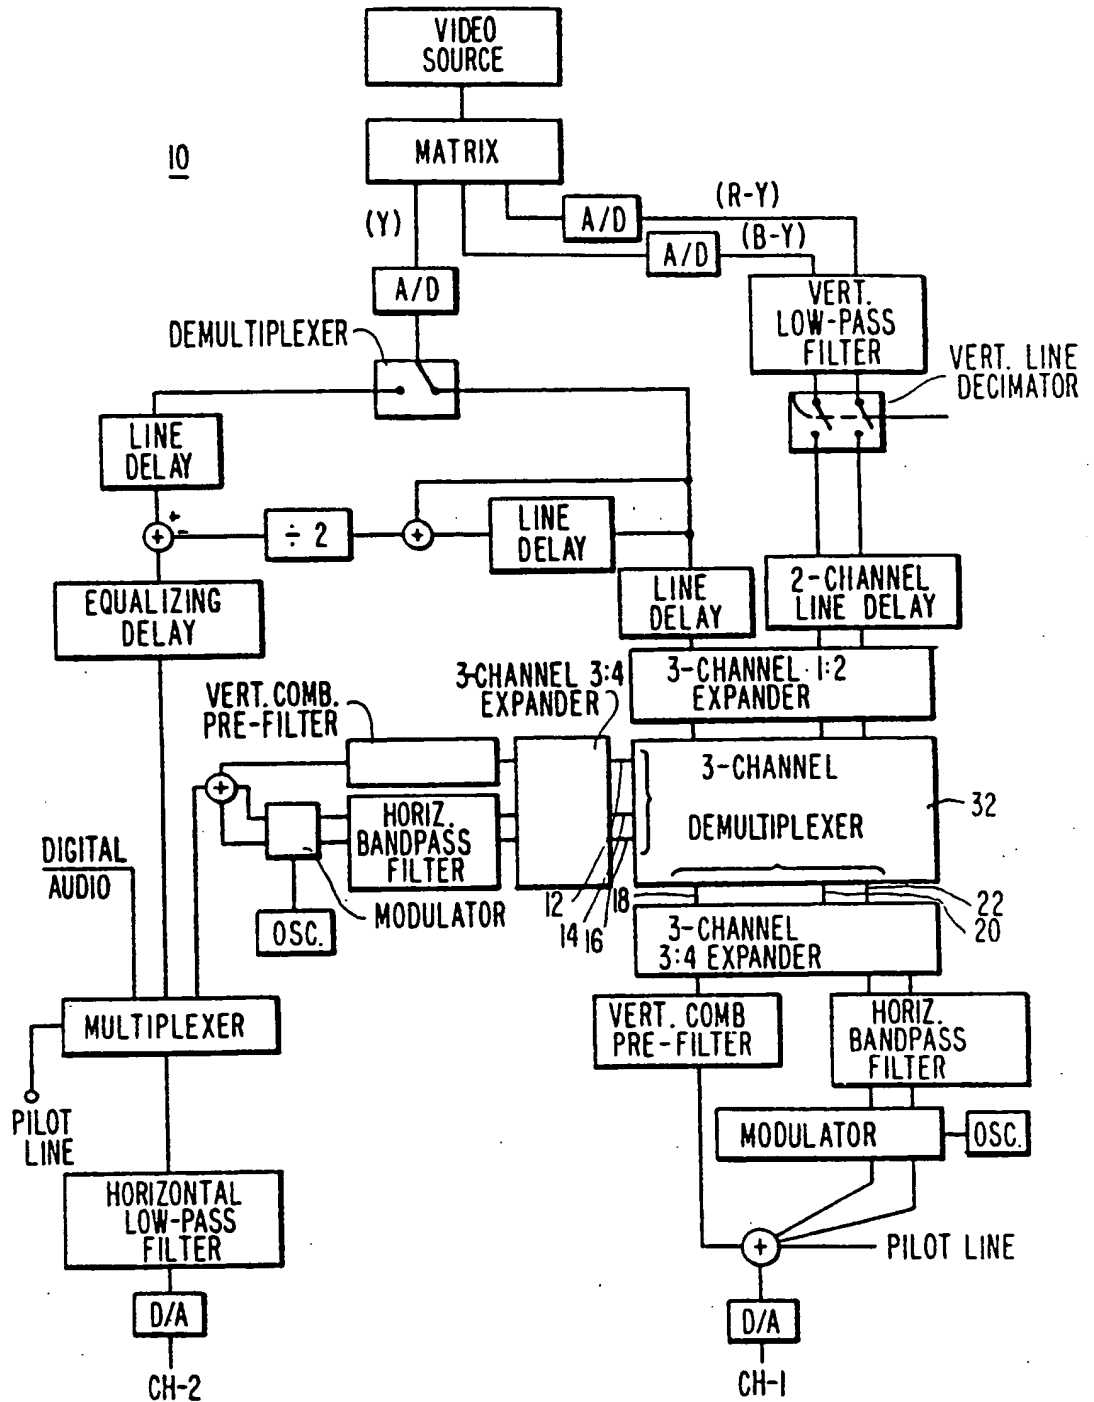 VIDEO
SOURCE
MATRIX
10
(Y)
A/D
(R-Y)
A/D
(B-Y)
A/D
VERT.
LOW-PASS
FILTER
DEMULTIPLEXER
VERT. LINE
DECIMATOR
LINE
DELAY
+
-
+
÷ 2
+
LINE
DELAY
EQUALIZING
DELAY
LINE
DELAY
2-CHANNEL
LINE DELAY
3-CHANNEL 1:2
EXPANDER
3-CHANNEL 3:4
EXPANDER
VERT. COMB.
PRE-FILTER
+
3-CHANNEL
DEMULTIPLEXER
32
HORIZ.
BANDPASS
FILTER
DIGITAL
AUDIO
MODULATOR
OSC.
12
14
16
18
22
20
3-CHANNEL
3:4 EXPANDER
MULTIPLEXER
VERT. COMB
PRE-FILTER
HORIZ.
BANDPASS
FILTER
PILOT
LINE
MODULATOR
OSC.
HORIZONTAL
LOW-PASS
FILTER
+
PILOT LINE
D/A
D/A
CH-2
CH-1